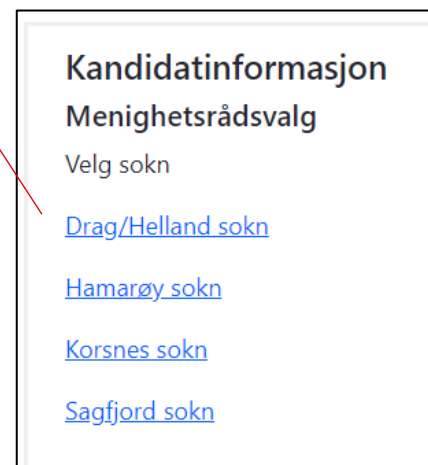 Kandidatinformasjon
Menighetsrådsvalg
Velg sokn
Drag/Helland sokn
Hamarøy sokn
Korsnes sokn
Sagfjord sokn